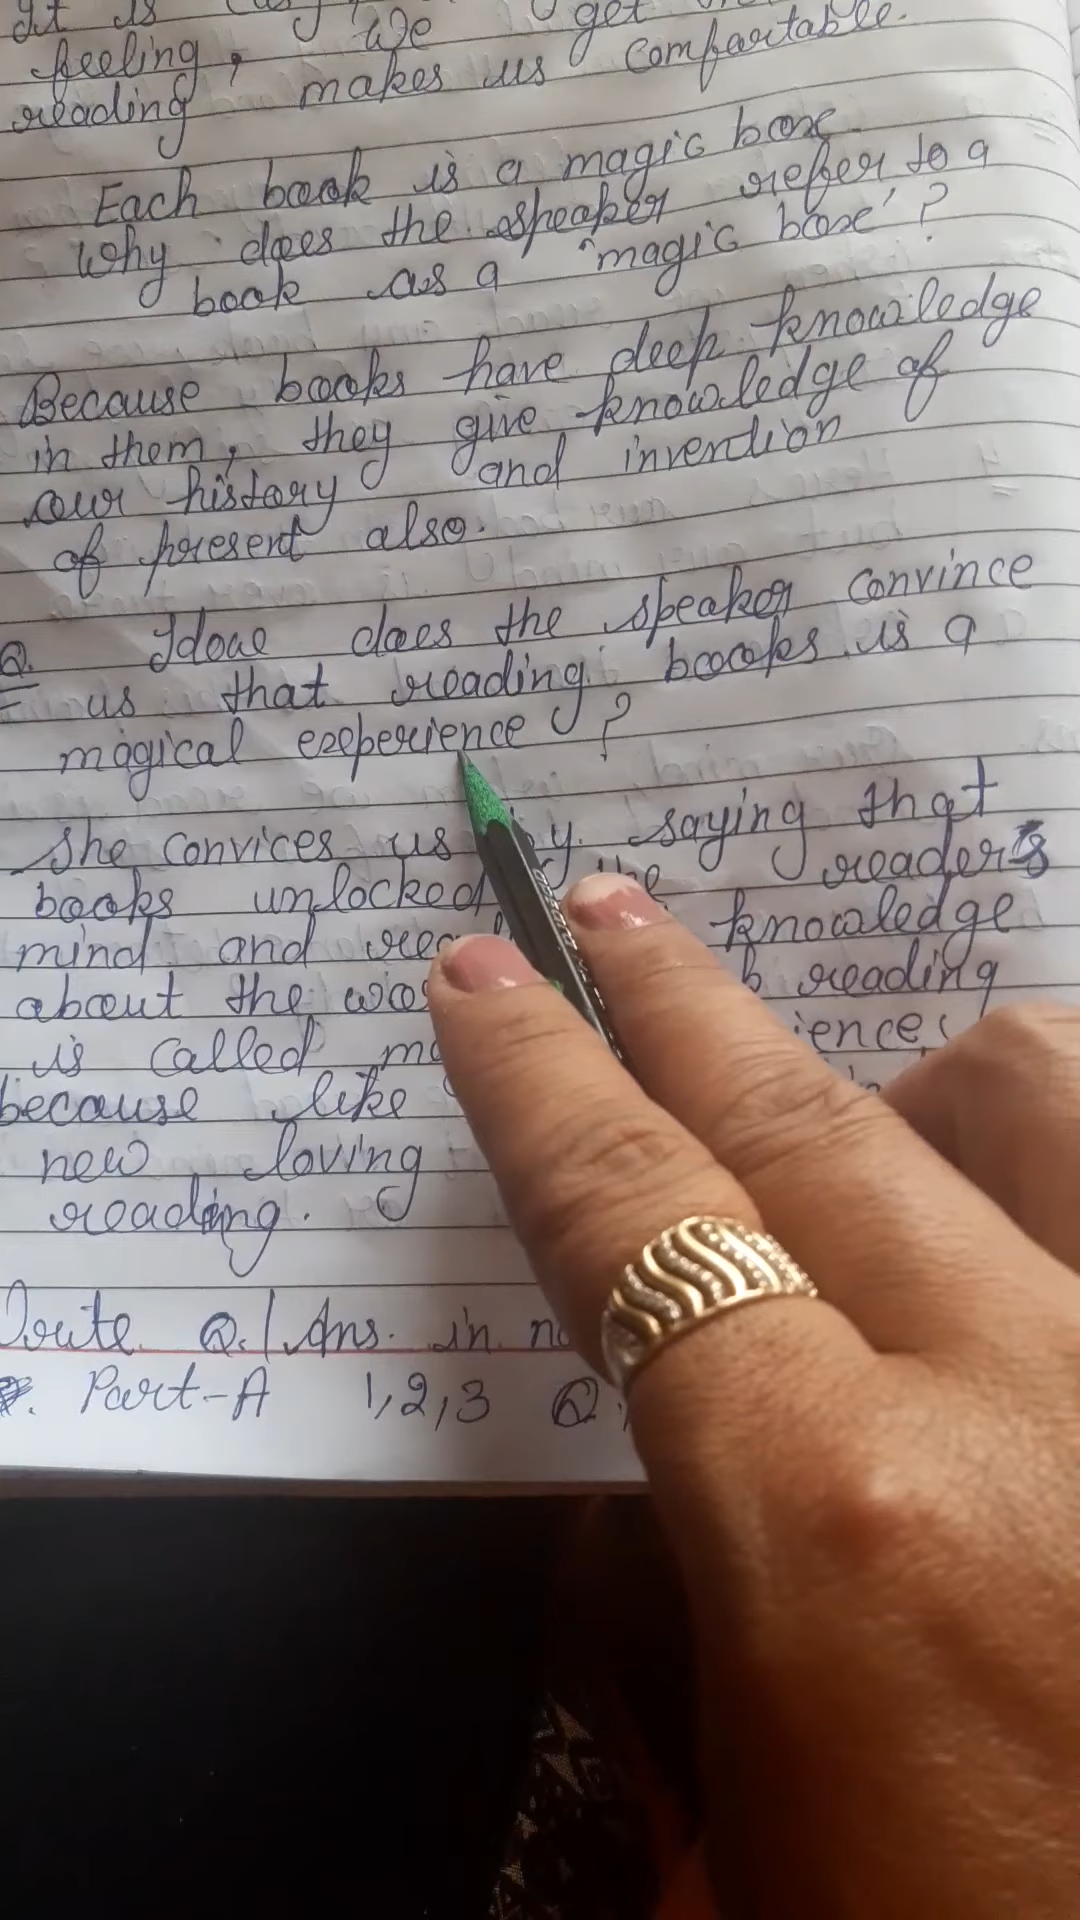 feeling, we get
reading makes us comfortable.
Each book is a magic box
Why does the speaker refer to a
book as a 'magic box'?
Because books have deep knowledge
in them, they give knowledge of
our history and invention
of present also.
Q. How does the speaker convince
us that reading books is a
magical experience?
She convices us by saying that
books unlocked the reader's
mind and knowledge
about the reading
is called
because like
new loving
reading.
Write Q./Ans. in
Part-A 1,2,3 Q.